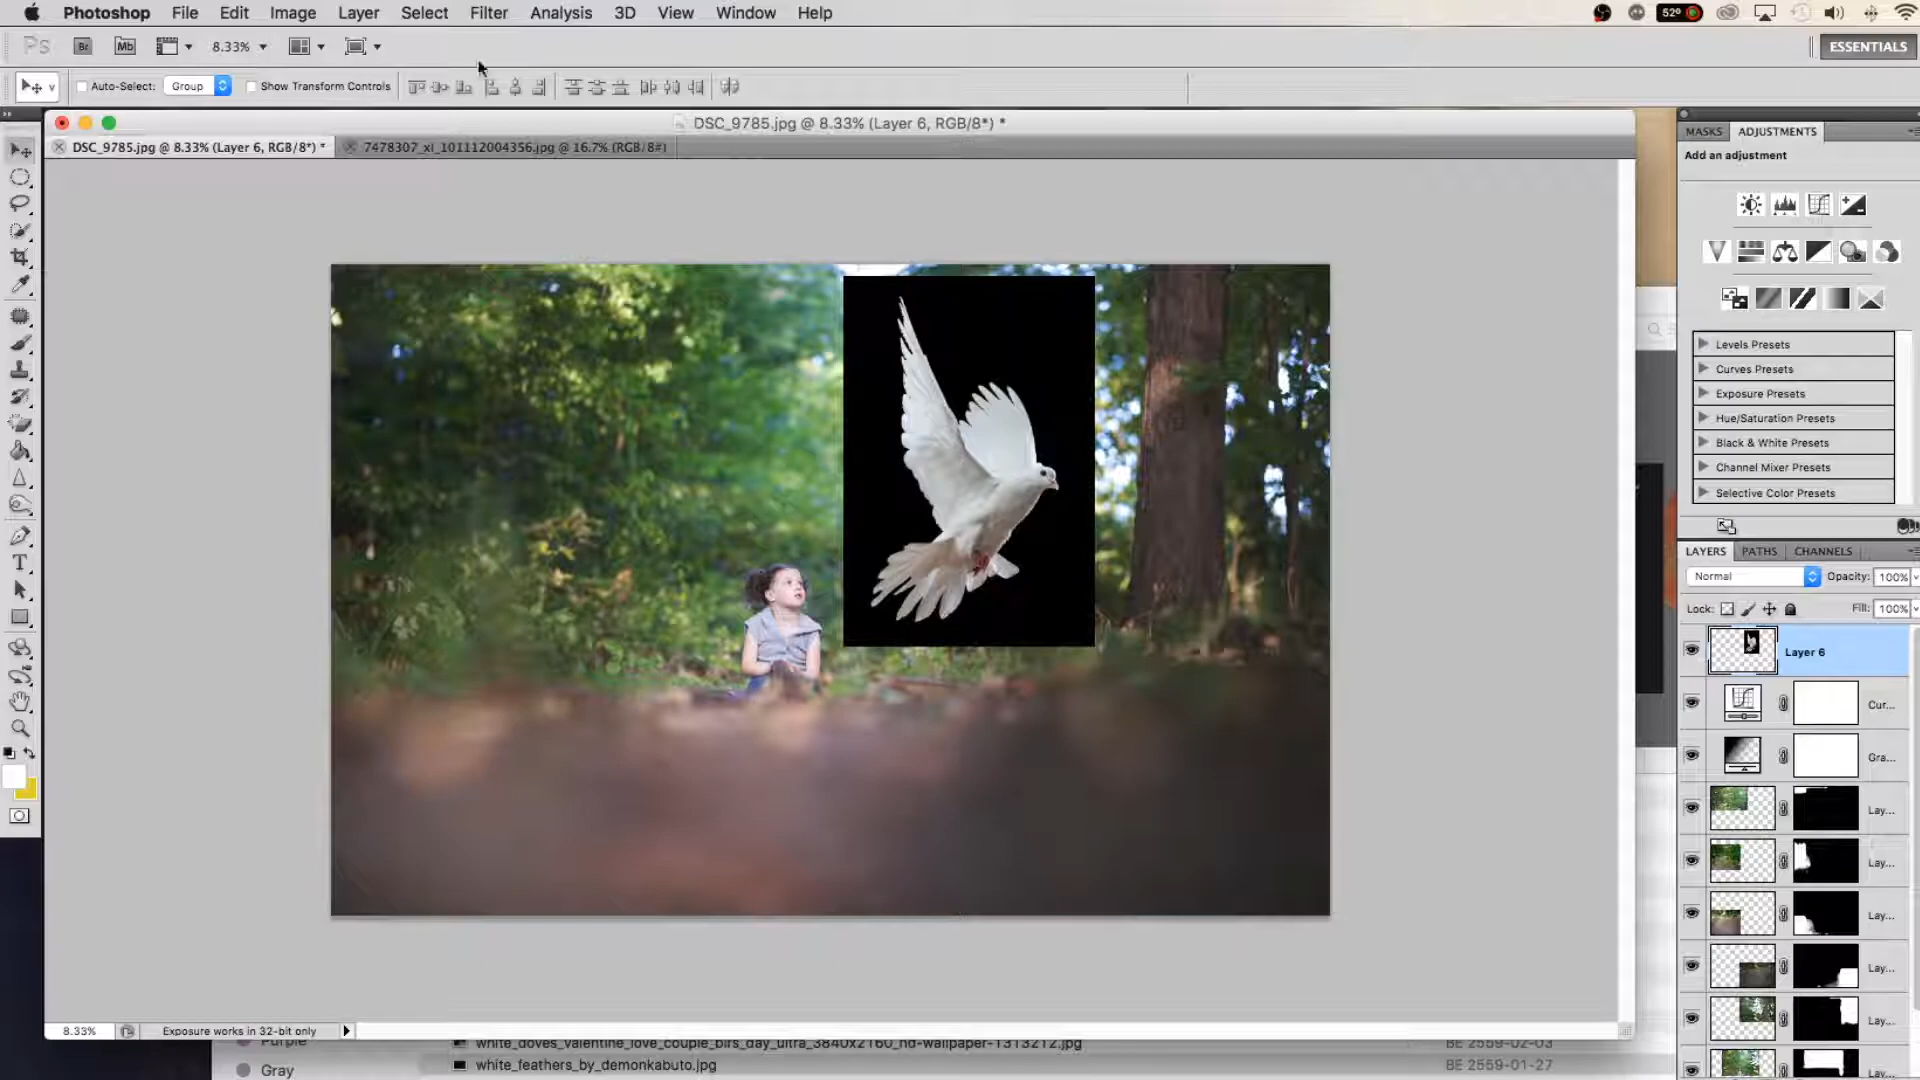 Photoshop File Edit Image Layer Select Filter Analysis 3D View Window Help 52°
Ps Br Mb 8.33% ESSENTIALS
Auto-Select: Group Show Transform Controls
DSC_9785.jpg @ 8.33% (Layer 6, RGB/8*) *
DSC_9785.jpg @ 8.33% (Layer 6, RGB/8*) * 7478307_xl_101112004356.jpg @ 16.7% (RGB/8#)
MASKS ADJUSTMENTS
Add an adjustment
Levels Presets
Curves Presets
Exposure Presets
Hue/Saturation Presets
Black & White Presets
Channel Mixer Presets
Selective Color Presets
LAYERS PATHS CHANNELS
Normal Opacity: 100%
Lock: Fill: 100%
Layer 6
Cur...
Gra...
Lay...
Lay...
Lay...
Lay...
Lay...
8.33% Exposure works in 32-bit only
Purple white_doves_valentine_love_couple_birs_day_ultra_3840x2160_hd-wallpaper-1313212.jpg BE 2559-02-03
Gray white_feathers_by_demonkabuto.jpg BE 2559-01-27